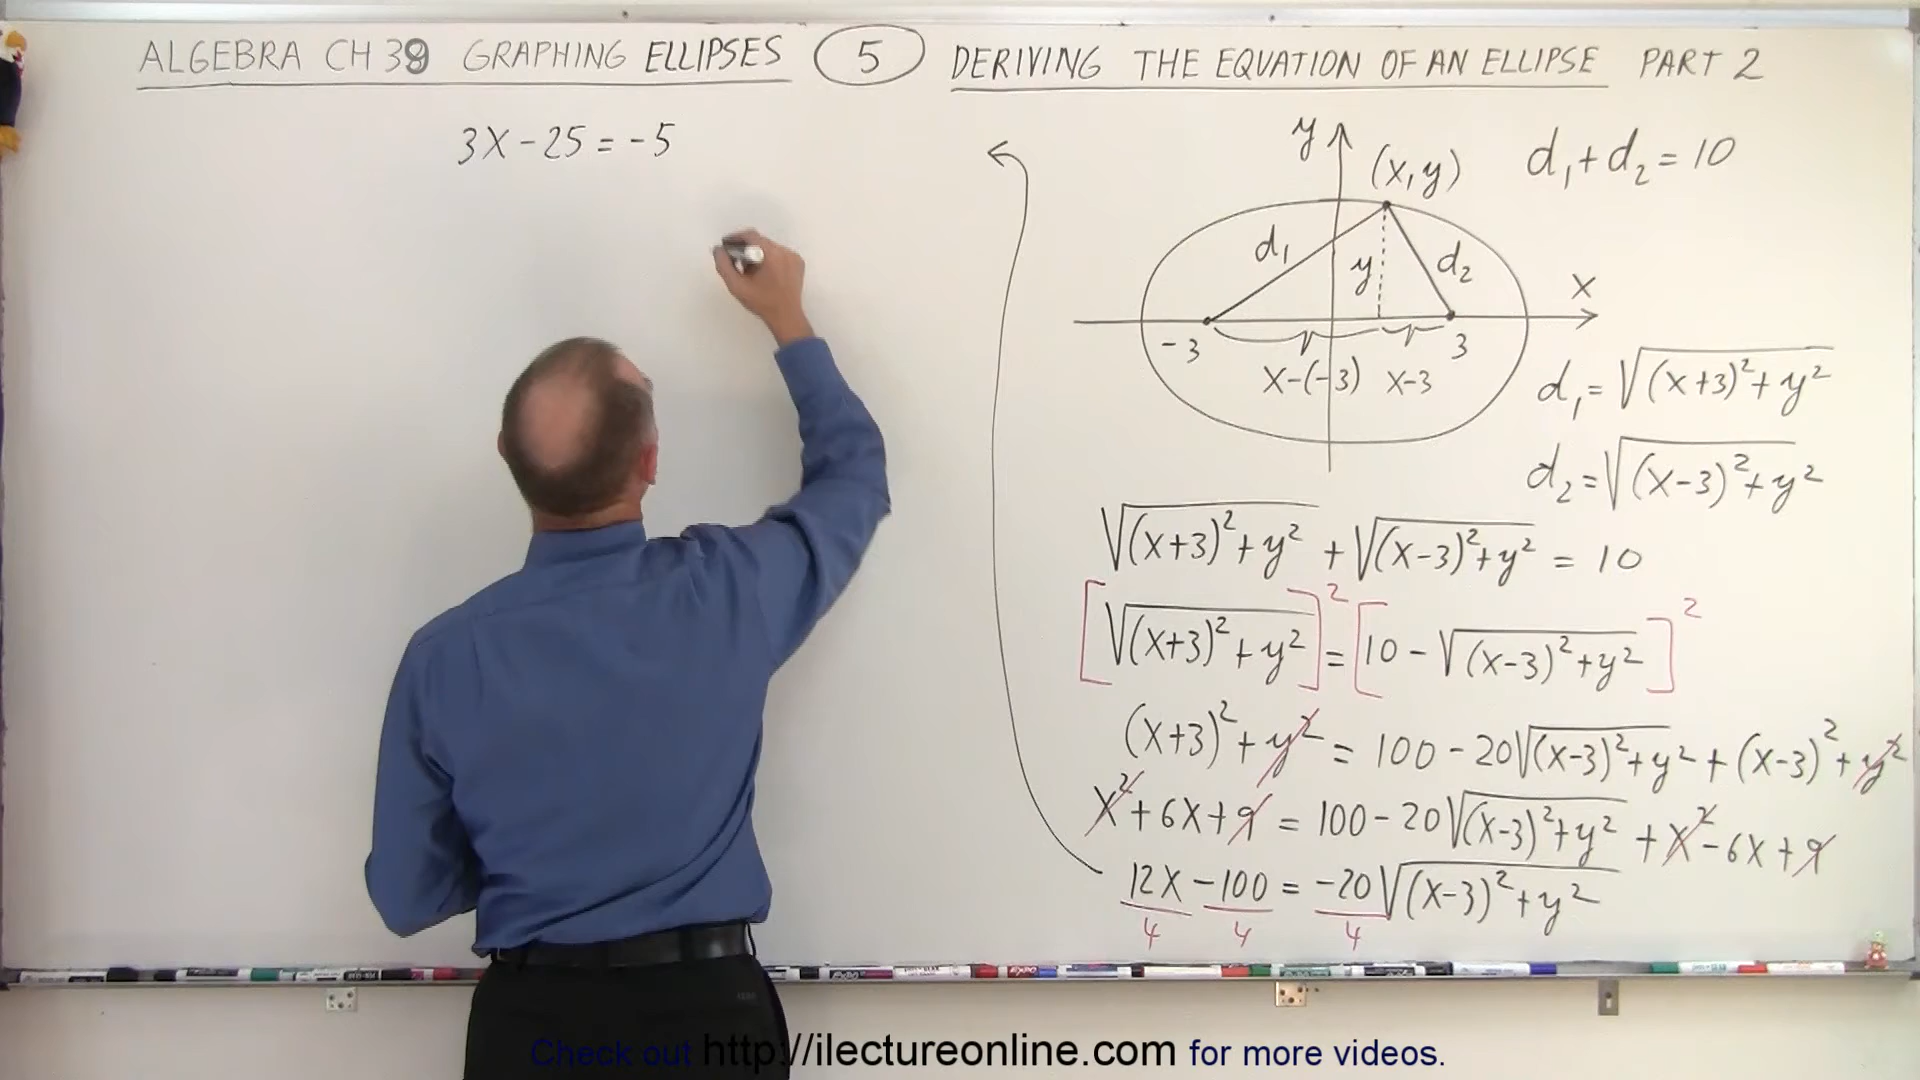 ALGEBRA CH 38 GRAPHING ELLIPSES 5 DERIVING THE EQUATION OF AN ELLIPSE PART 2
3X - 25 = -5
y
(x, y)
d₁ + d₂ = 10
d₁
y
d₂
x
-3
3
X-(-3) x-3
d₁ = √(x+3)² + y²
d₂ = √(x-3)² + y²
√(x+3)² + y² + √(x-3)² + y² = 10
[√(x+3)² + y²]² = [10 - √(x-3)² + y²]²
(x+3)² + y² = 100 - 20√(x-3)² + y² + (x-3)² + y²
x² + 6x + 9 = 100 - 20√(x-3)² + y² + x² - 6x + 9
12X - 100 = -20√(x-3)² + y²
4 4 4
Check out http://ilectureonline.com for more videos.